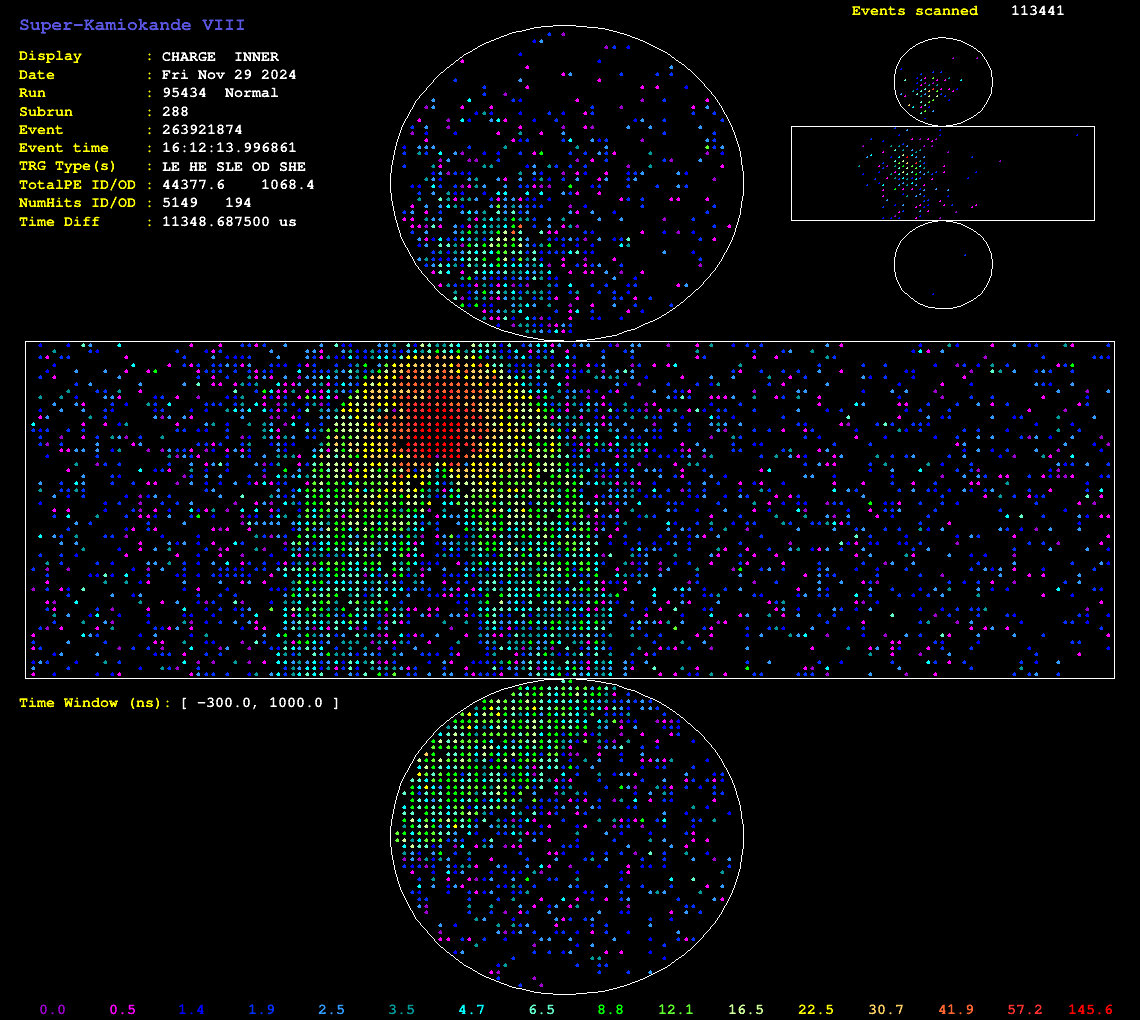 Super-Kamiokande VIII
Events scanned 113441
Display : CHARGE INNER
Date : Fri Nov 29 2024
Run : 95434 Normal
Subrun : 288
Event : 263921874
Event time : 16:12:13.996861
TRG Type(s) : LE HE SLE OD SHE
TotalPE ID/OD : 44377.6 1068.4
NumHits ID/OD : 5149 194
Time Diff : 11348.687500 us
Time Window (ns): [ -300.0, 1000.0 ]
0.0 0.5 1.4 1.9 2.5 3.5 4.7 6.5 8.8 12.1 16.5 22.5 30.7 41.9 57.2 145.6